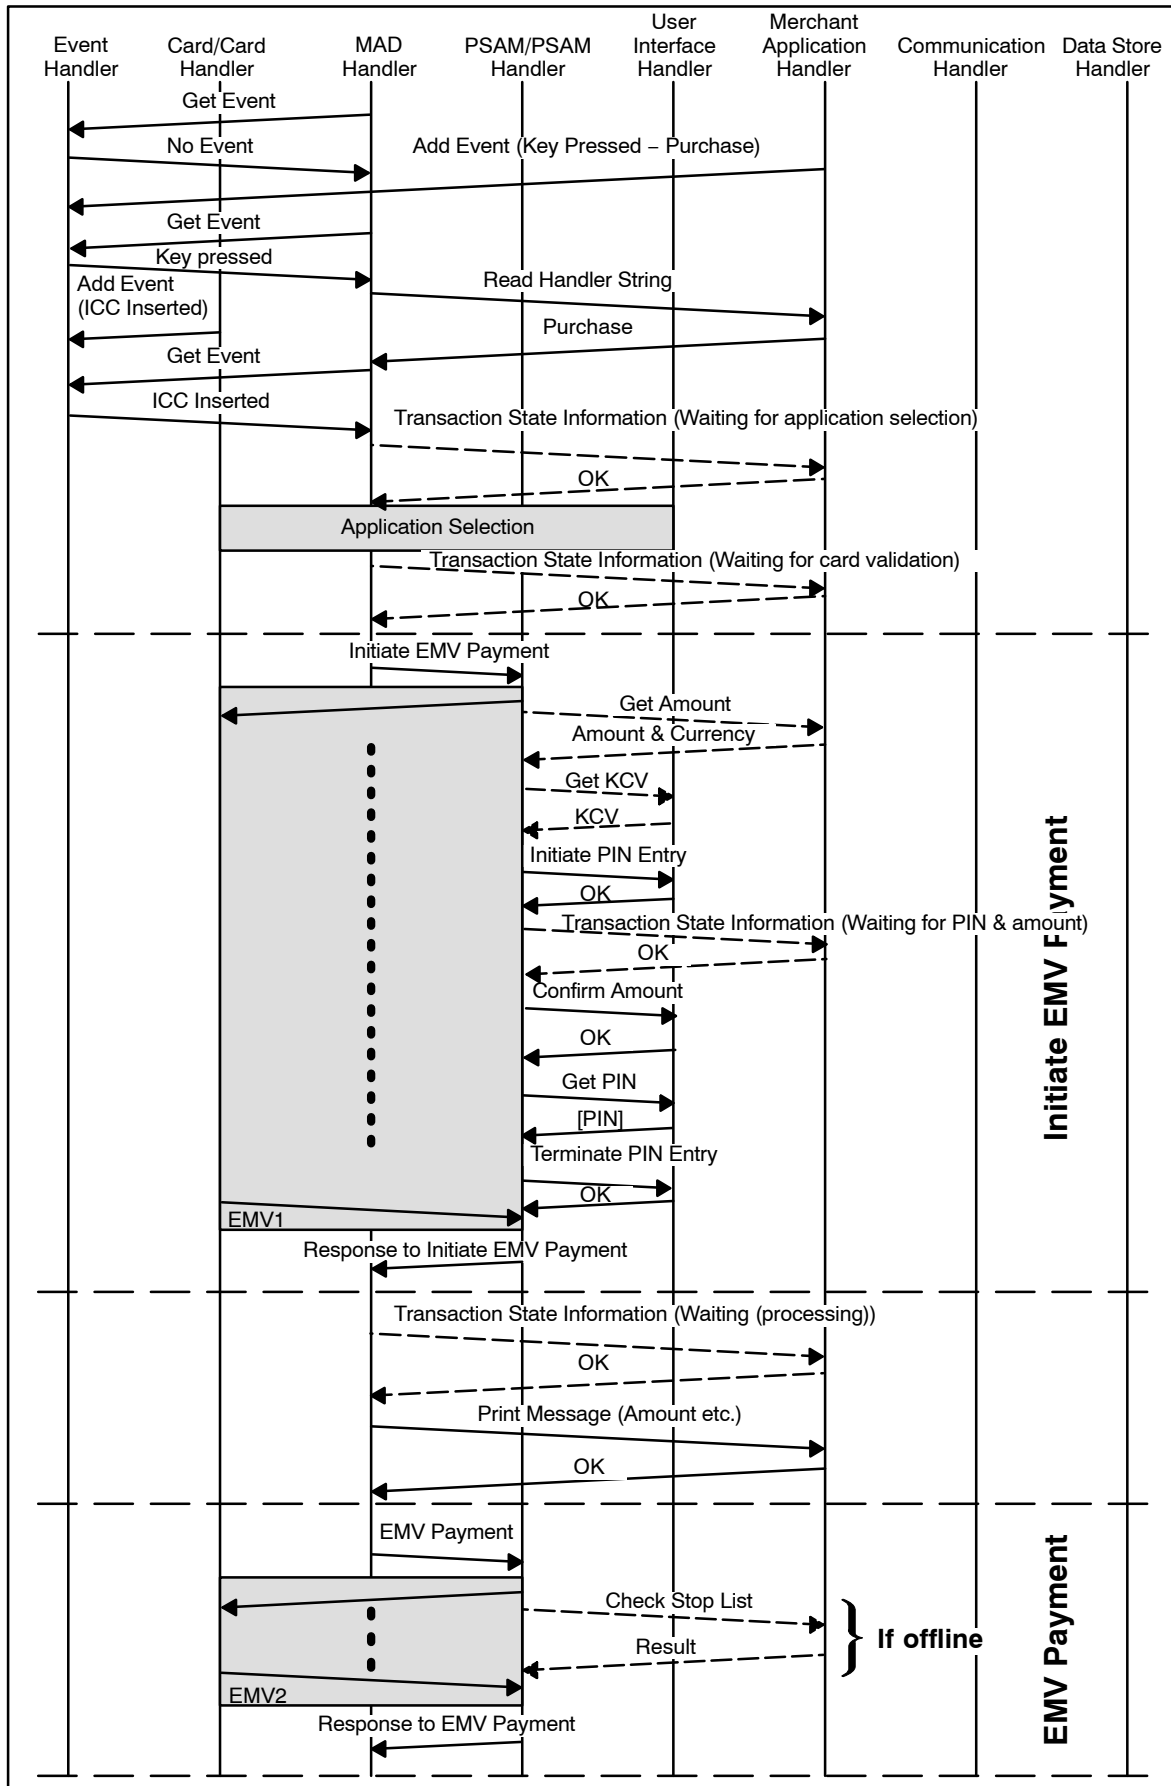 Event
Handler
Card/Card
Handler
MAD
Handler
PSAM/PSAM
Handler
User
Interface
Handler
Merchant
Application
Handler
Communication
Handler
Data Store
Handler
Get Event
No Event
Add Event (Key Pressed – Purchase)
Get Event
Key pressed
Add Event
(ICC Inserted)
Read Handler String
Purchase
Get Event
ICC Inserted
Transaction State Information (Waiting for application selection)
OK
Application Selection
Transaction State Information (Waiting for card validation)
OK
Initiate EMV Payment
Get Amount
Amount & Currency
Get KCV
KCV
Initiate PIN Entry
OK
Transaction State Information (Waiting for PIN & amount)
OK
Confirm Amount
OK
Get PIN
[PIN]
Terminate PIN Entry
OK
EMV1
Response to Initiate EMV Payment
Initiate EMV Payment
Transaction State Information (Waiting (processing))
OK
Print Message (Amount etc.)
OK
EMV Payment
Check Stop List
Result
If offline
EMV2
Response to EMV Payment
EMV Payment